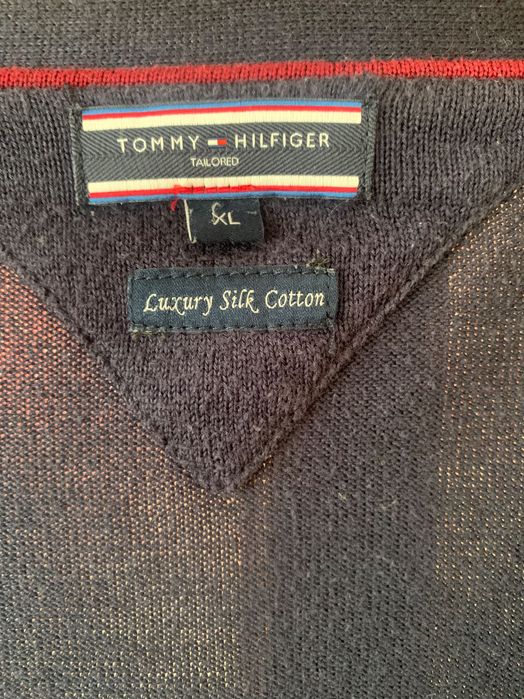 TOMMY HILFIGER
TAILORED
XL
Luxury Silk Cotton